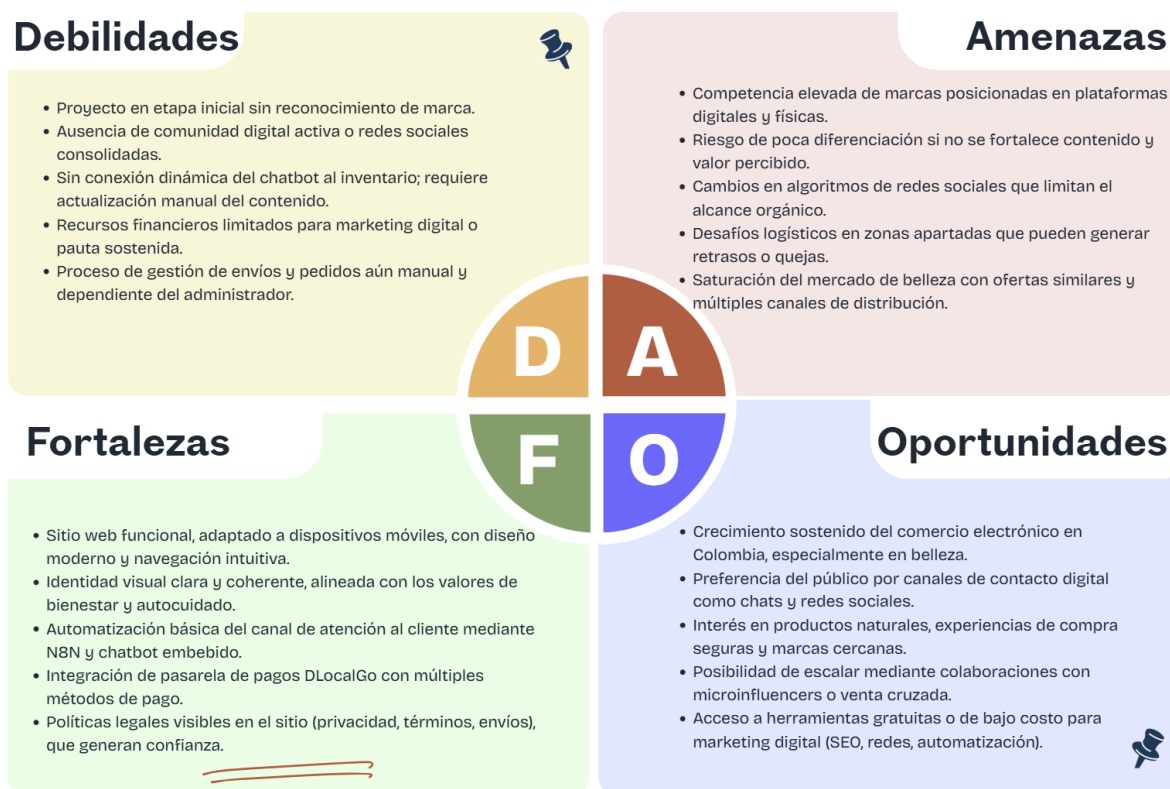 Debilidades
• Proyecto en etapa inicial sin reconocimiento de marca.
• Ausencia de comunidad digital activa o redes sociales
consolidadas.
• Sin conexión dinámica del chatbot al inventario; requiere
actualización manual del contenido.
• Recursos financieros limitados para marketing digital o
pauta sostenida.
• Proceso de gestión de envíos y pedidos aún manual y
dependiente del administrador.
Amenazas
• Competencia elevada de marcas posicionadas en plataformas
digitales y físicas.
• Riesgo de poca diferenciación si no se fortalece contenido y
valor percibido.
• Cambios en algoritmos de redes sociales que limitan el
alcance orgánico.
• Desafíos logísticos en zonas apartadas que pueden generar
retrasos o quejas.
• Saturación del mercado de belleza con ofertas similares y
múltiples canales de distribución.
D
A
F
O
Fortalezas
• Sitio web funcional, adaptado a dispositivos móviles, con diseño
moderno y navegación intuitiva.
• Identidad visual clara y coherente, alineada con los valores de
bienestar y autocuidado.
• Automatización básica del canal de atención al cliente mediante
N8N y chatbot embebido.
• Integración de pasarela de pagos DLocalGo con múltiples
métodos de pago.
• Políticas legales visibles en el sitio (privacidad, términos, envíos),
que generan confianza.
Oportunidades
• Crecimiento sostenido del comercio electrónico en
Colombia, especialmente en belleza.
• Preferencia del público por canales de contacto digital
como chats y redes sociales.
• Interés en productos naturales, experiencias de compra
seguras y marcas cercanas.
• Posibilidad de escalar mediante colaboraciones con
microinfluencers o venta cruzada.
• Acceso a herramientas gratuitas o de bajo costo para
marketing digital (SEO, redes, automatización).